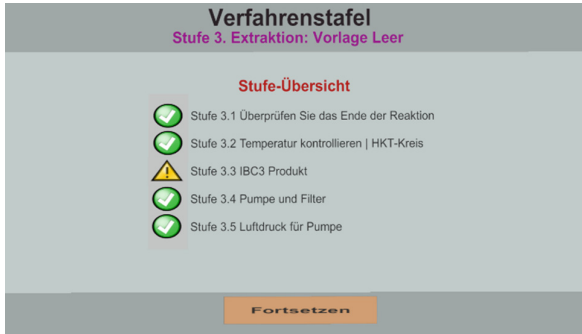 Verfahrenstafel
Stufe 3. Extraktion: Vorlage Leer
Stufe-Übersicht
Stufe 3.1 Überprüfen Sie das Ende der Reaktion
Stufe 3.2 Temperatur kontrollieren | HKT-Kreis
Stufe 3.3 IBC3 Produkt
Stufe 3.4 Pumpe und Filter
Stufe 3.5 Luftdruck für Pumpe
Fortsetzen